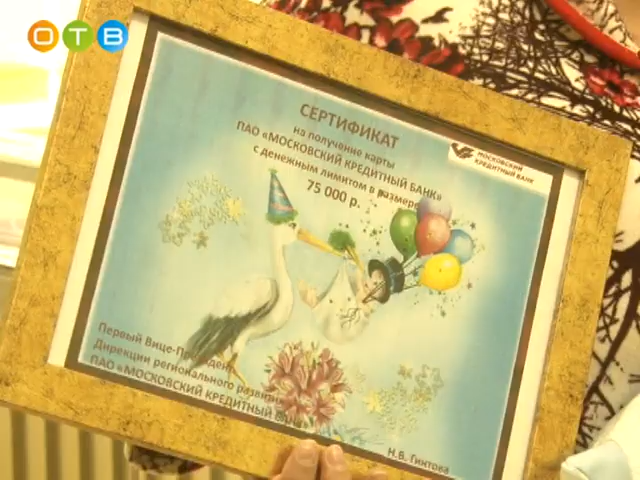 ОТВ
СЕРТИФИКАТ
на получение карты
ПАО «МОСКОВСКИЙ КРЕДИТНЫЙ БАНК»
с денежным лимитом в размере
75 000 р.
МОСКОВСКИЙ
КРЕДИТНЫЙ БАНК
Первый Вице-Президент
Дирекции регионального развития
ПАО «МОСКОВСКИЙ КРЕДИТНЫЙ БАНК»
Н.В. Гинтова